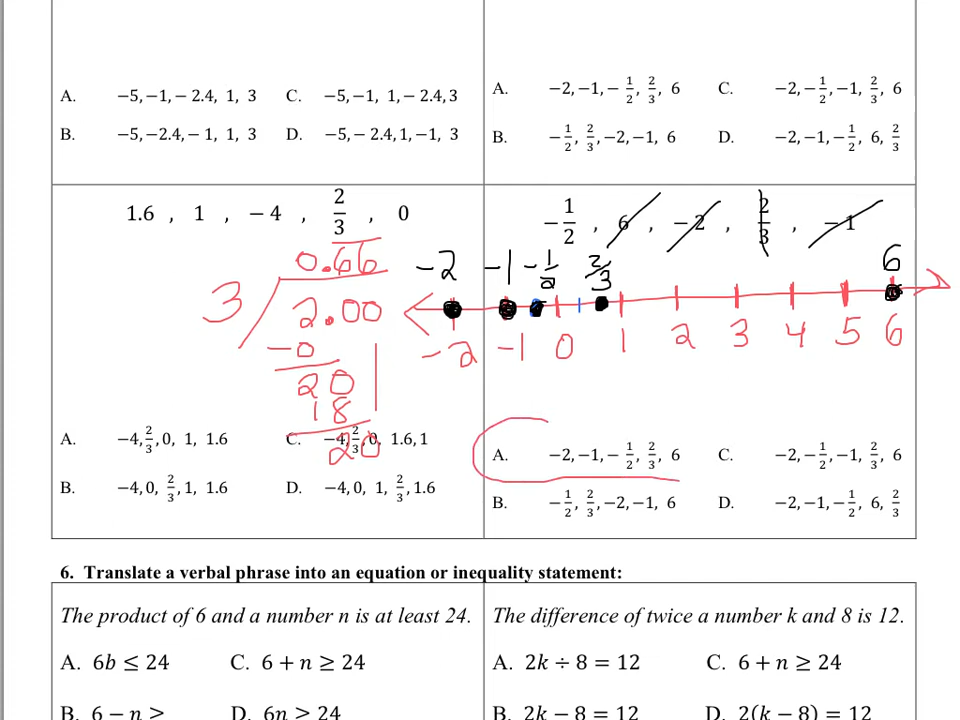 A. −5, −1, − 2.4, 1, 3 C. −5, −1, 1, − 2.4, 3
B. −5, −2.4, − 1, 1, 3 D. −5, − 2.4, 1, −1, 3
A. −2, −1, − 1/2, 2/3, 6 C. −2, − 1/2, −1, 2/3, 6
B. − 1/2, 2/3, −2, −1, 6 D. −2, −1, − 1/2, 6, 2/3
1.6 , 1 , − 4 , 2/3 , 0
0.66
3 2.00
−0
20
18
20
A. −4, 2/3, 0, 1, 1.6 C. −4, 2/3, 0, 1.6, 1
B. −4, 0, 2/3, 1, 1.6 D. −4, 0, 1, 2/3, 1.6
− 1/2 , 6 , −2 , 2/3 , −1
−2 −1 −1/2 2/3 6
−2 −1 0 1 2 3 4 5 6
A. −2, −1, − 1/2, 2/3, 6 C. −2, − 1/2, −1, 2/3, 6
B. − 1/2, 2/3, −2, −1, 6 D. −2, −1, − 1/2, 6, 2/3
6. Translate a verbal phrase into an equation or inequality statement:
The product of 6 and a number n is at least 24.
A. 6b ≤ 24 C. 6 + n ≥ 24
B. 6 − n ≥ D. 6n ≥ 24
The difference of twice a number k and 8 is 12.
A. 2k ÷ 8 = 12 C. 6 + n ≥ 24
B. 2k − 8 = 12 D. 2(k − 8) = 12